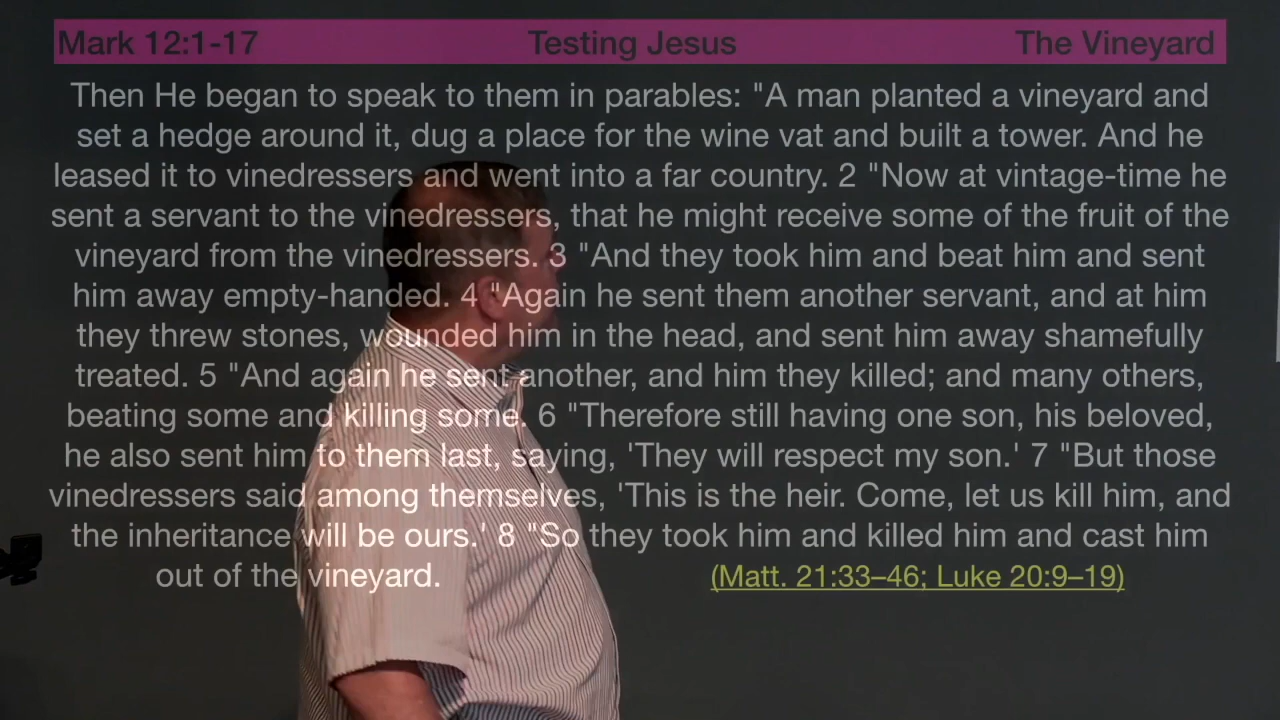 Mark 12:1-17 Testing Jesus The Vineyard
Then He began to speak to them in parables: "A man planted a vineyard and
set a hedge around it, dug a place for the wine vat and built a tower. And he
leased it to vinedressers and went into a far country. 2 "Now at vintage-time he
sent a servant to the vinedressers, that he might receive some of the fruit of the
vineyard from the vinedressers. 3 "And they took him and beat him and sent
him away empty-handed. 4 "Again he sent them another servant, and at him
they threw stones, wounded him in the head, and sent him away shamefully
treated. 5 "And again he sent another, and him they killed; and many others,
beating some and killing some. 6 "Therefore still having one son, his beloved,
he also sent him to them last, saying, 'They will respect my son.' 7 "But those
vinedressers said among themselves, 'This is the heir. Come, let us kill him, and
the inheritance will be ours.' 8 "So they took him and killed him and cast him
out of the vineyard. (Matt. 21:33–46; Luke 20:9–19)